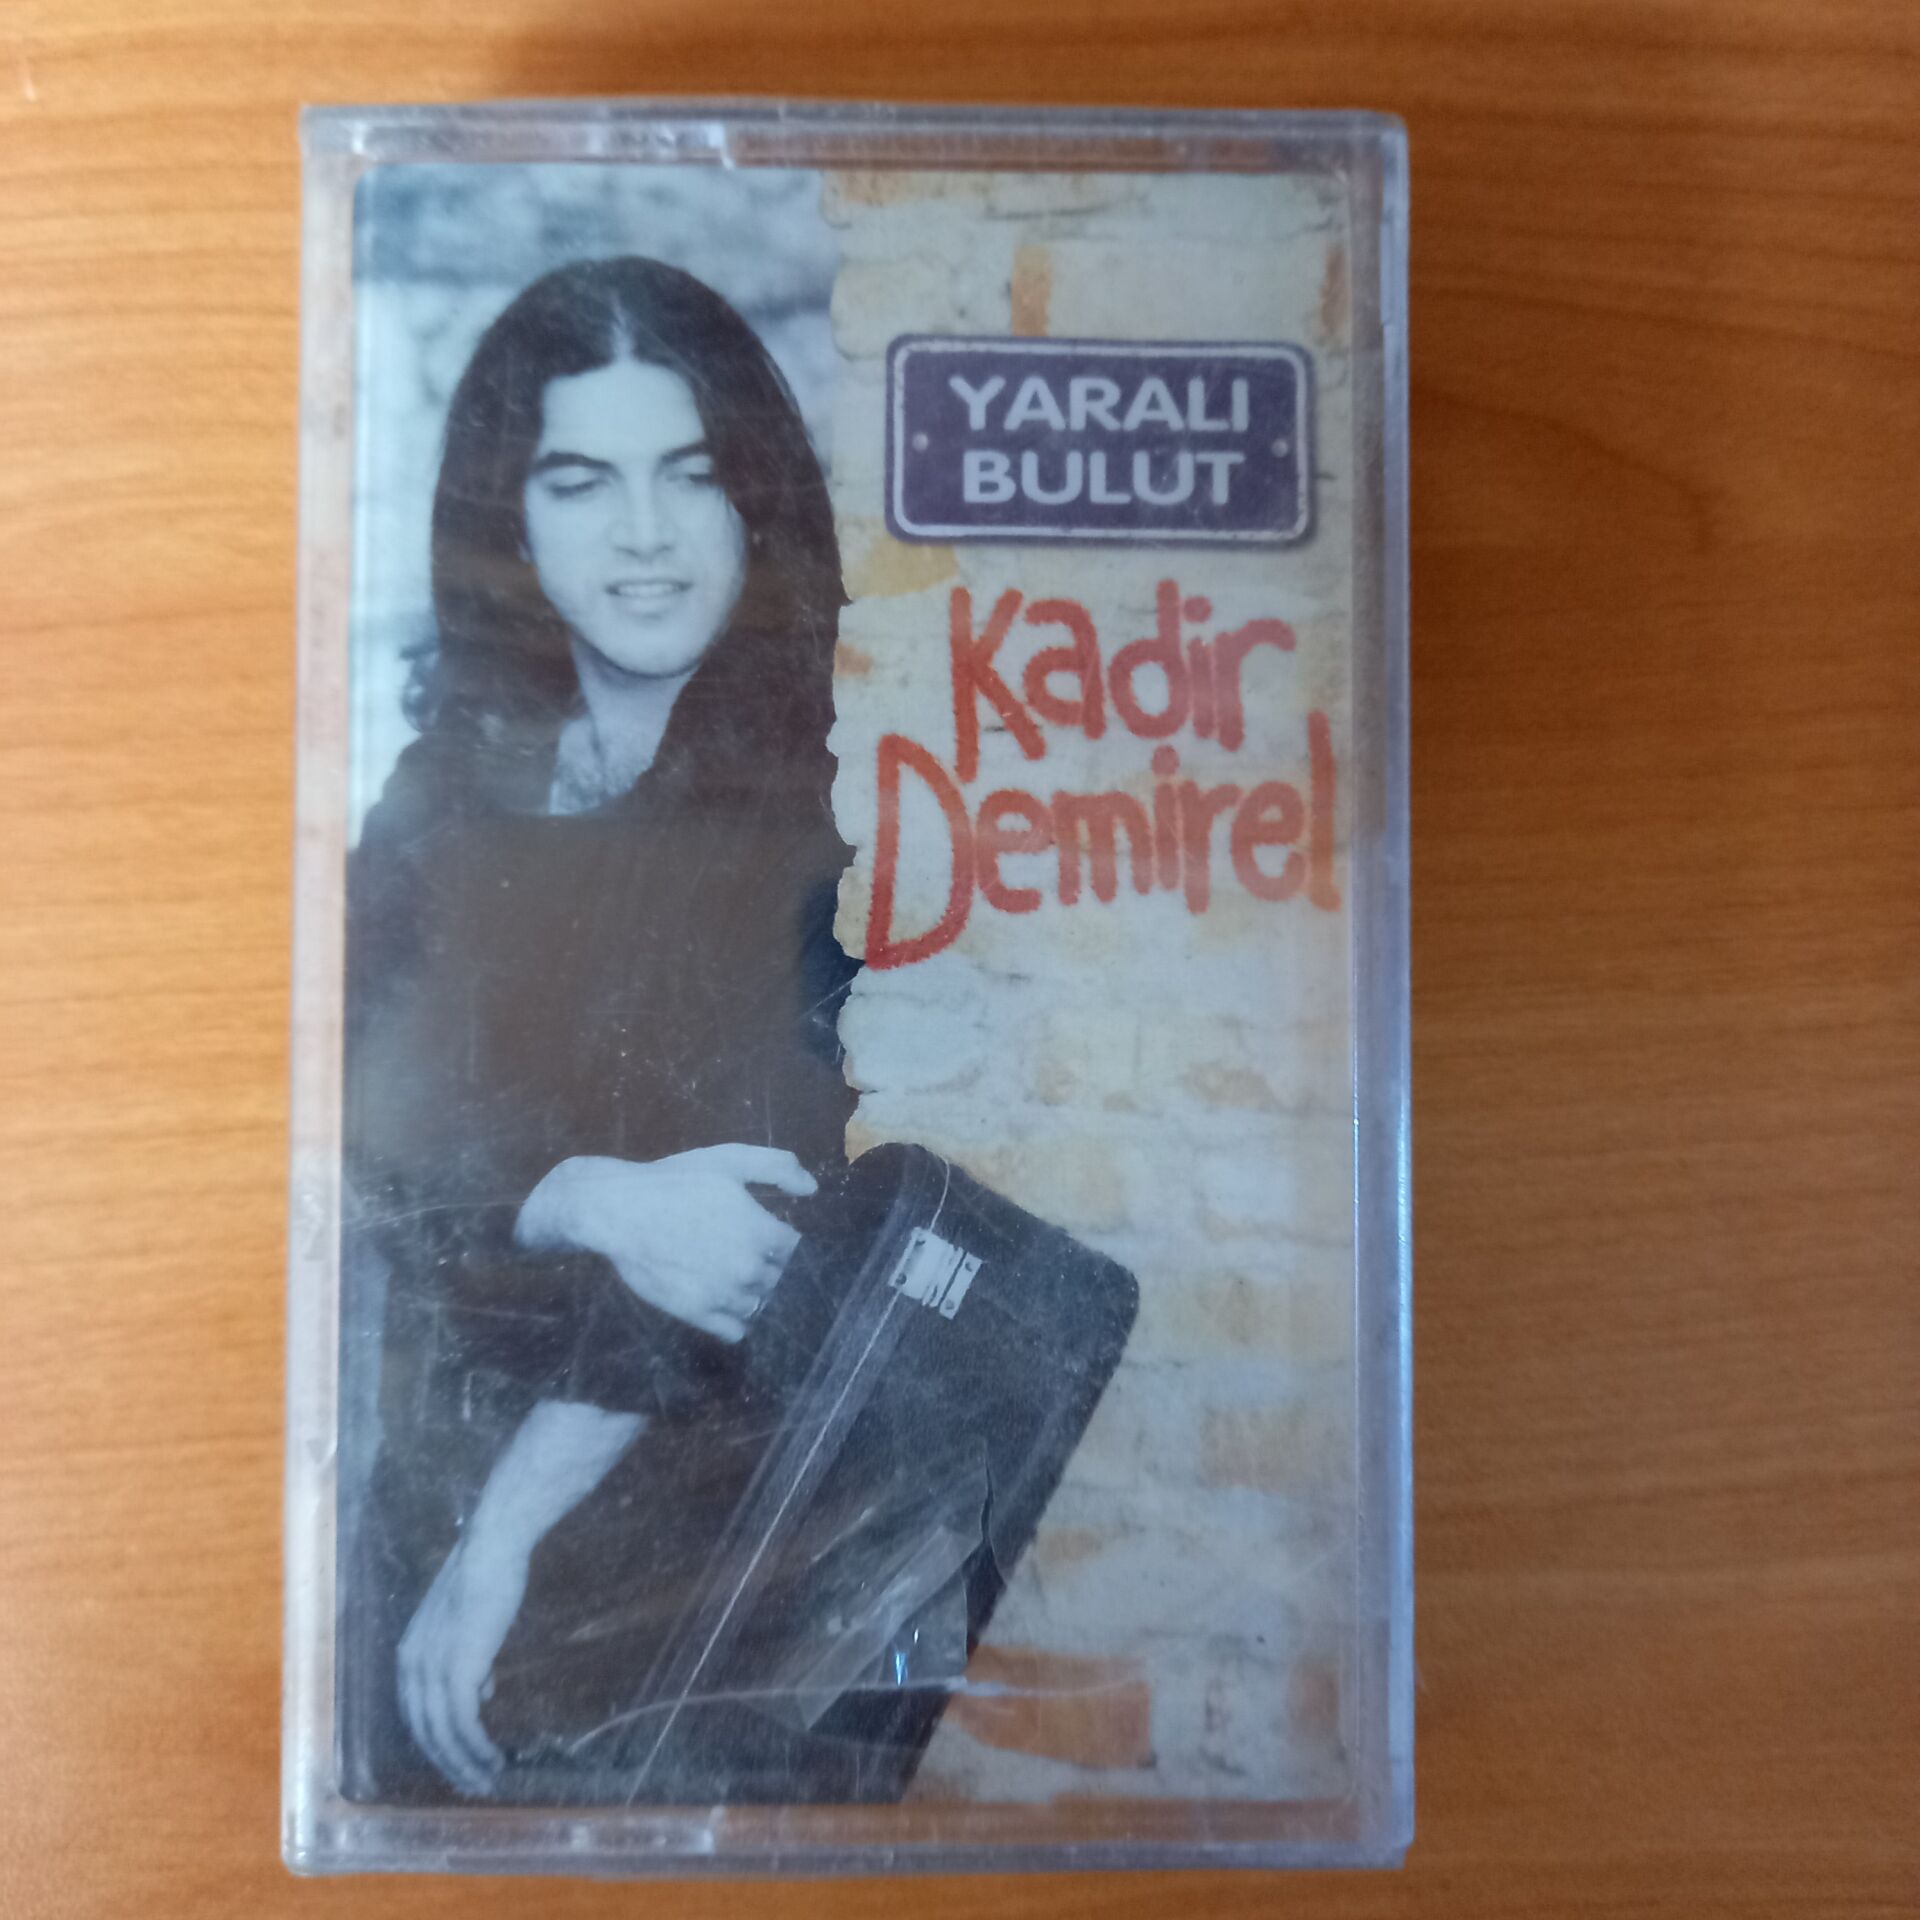 YARALI
BULUT
Kadir
Demirel